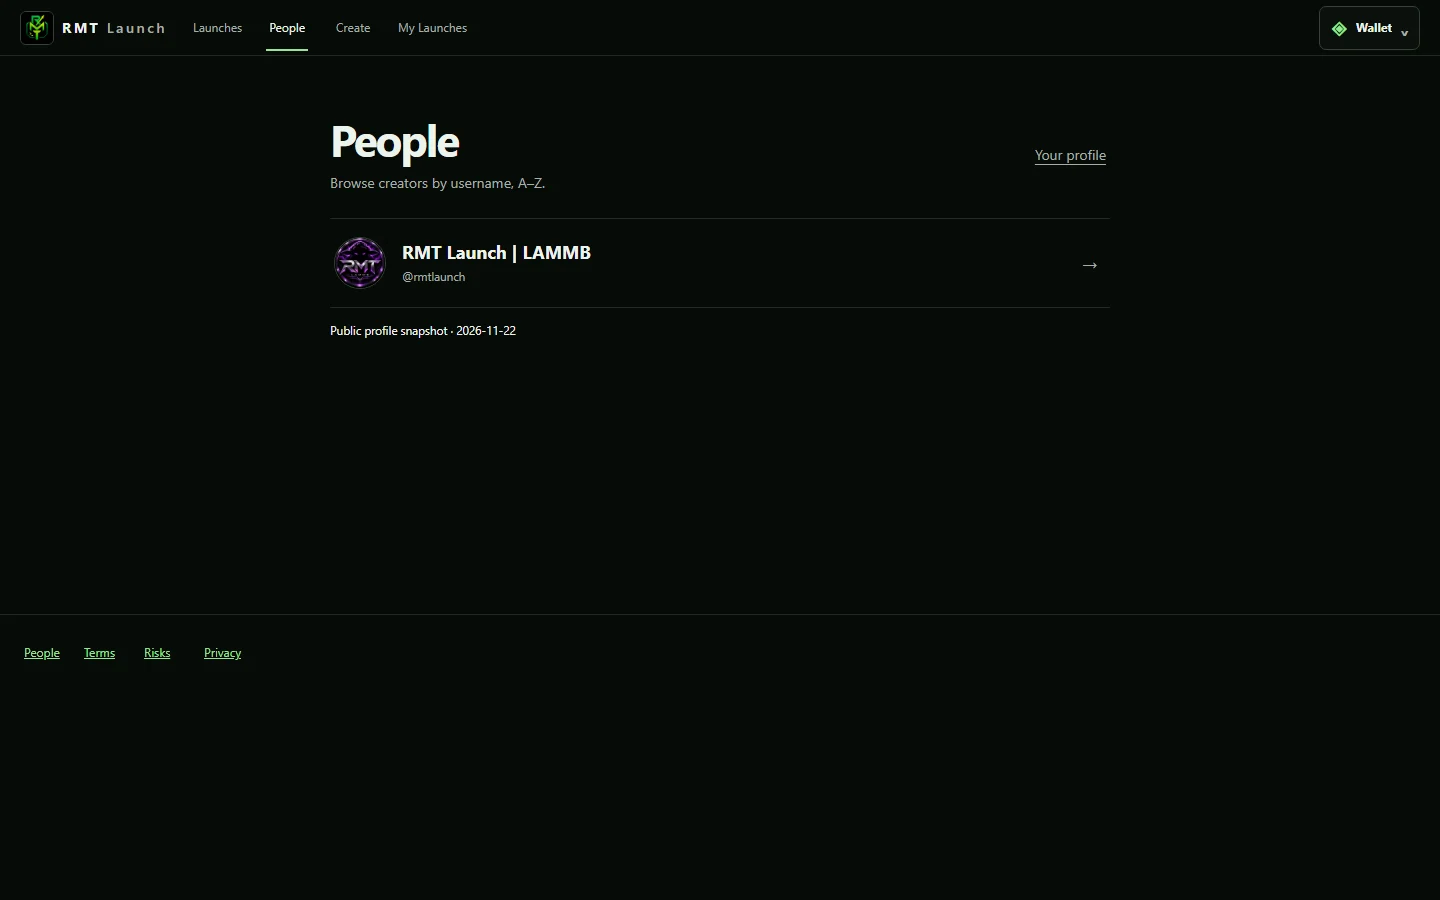 RMT Launch
Launches
People
Create
My Launches
Wallet
People
Your profile
Browse creators by username, A–Z.
RMT
RMT Launch | LAMMB
@rmtlaunch
→
Public profile snapshot · 2026-11-22
People
Terms
Risks
Privacy